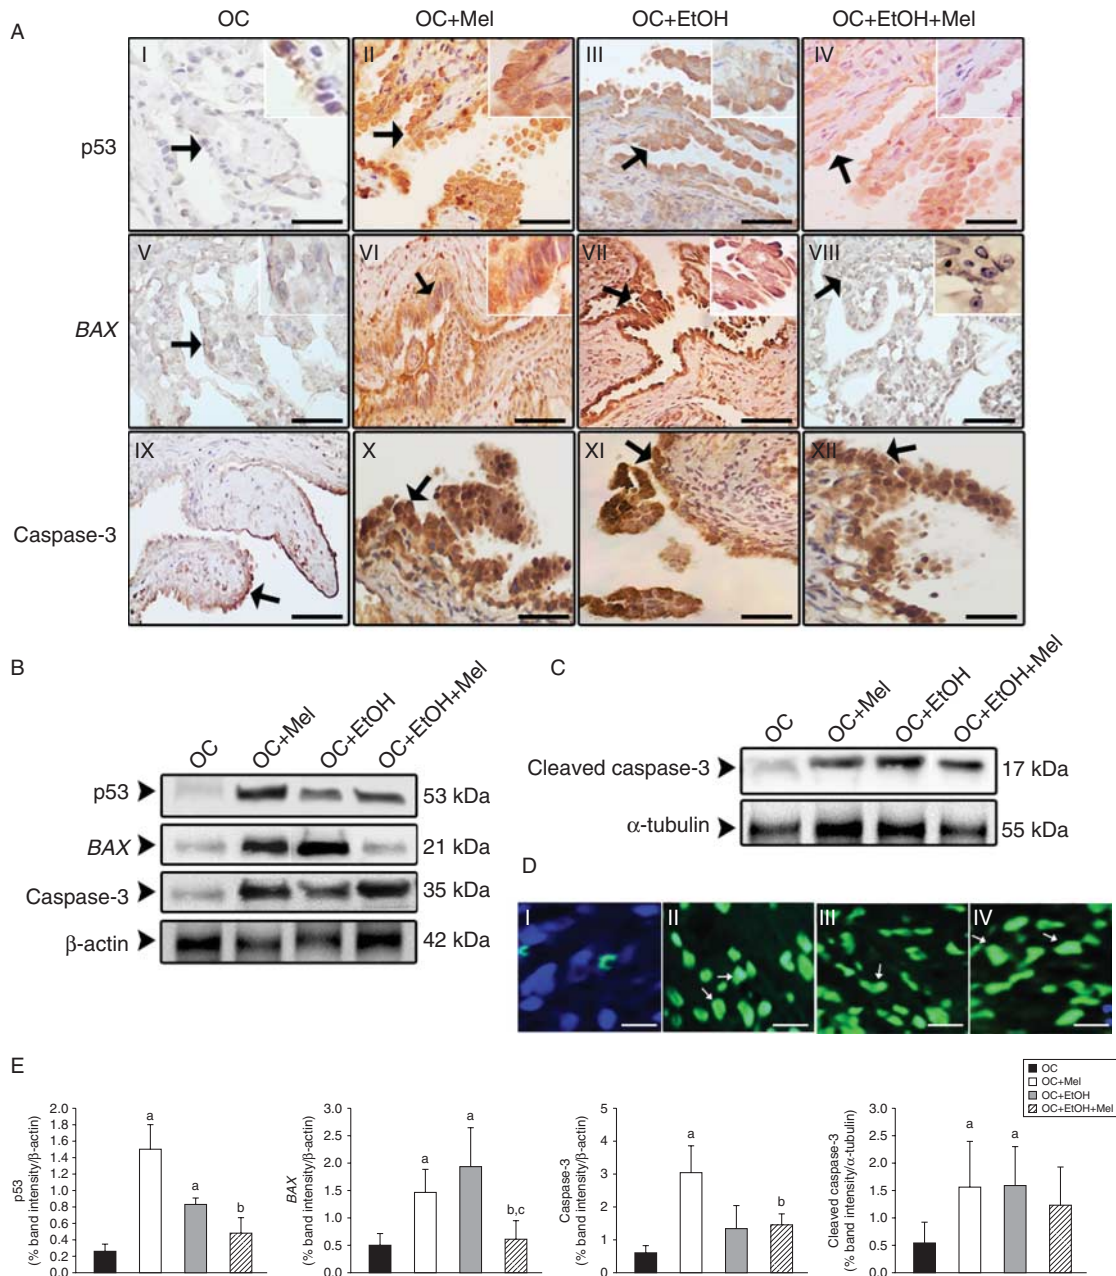 A
OC OC+Mel OC+EtOH OC+EtOH+Mel
p53
I II III IV
BAX
V VI VII VIII
Caspase-3
IX X XI XII
B
OC OC+Mel OC+EtOH OC+EtOH+Mel
p53 53 kDa
BAX 21 kDa
Caspase-3 35 kDa
β-actin 42 kDa
C
OC OC+Mel OC+EtOH OC+EtOH+Mel
Cleaved caspase-3 17 kDa
α-tubulin 55 kDa
D
I II III IV
E
OC
OC+Mel
OC+EtOH
OC+EtOH+Mel
p53
(% band intensity/β-actin)
2.0
1.8
1.6
1.4
1.2
1.0
0.8
0.6
0.4
0.2
0.0
a
a
b
BAX
(% band intensity/β-actin)
3.0
2.5
2.0
1.5
1.0
0.5
0.0
a
a
b,c
Caspase-3
(% band intensity/β-actin)
5
4
3
2
1
0
a
b
Cleaved caspase-3
(% band intensity/α-tubulin)
3.0
2.5
2.0
1.5
1.0
0.5
0.0
a
a